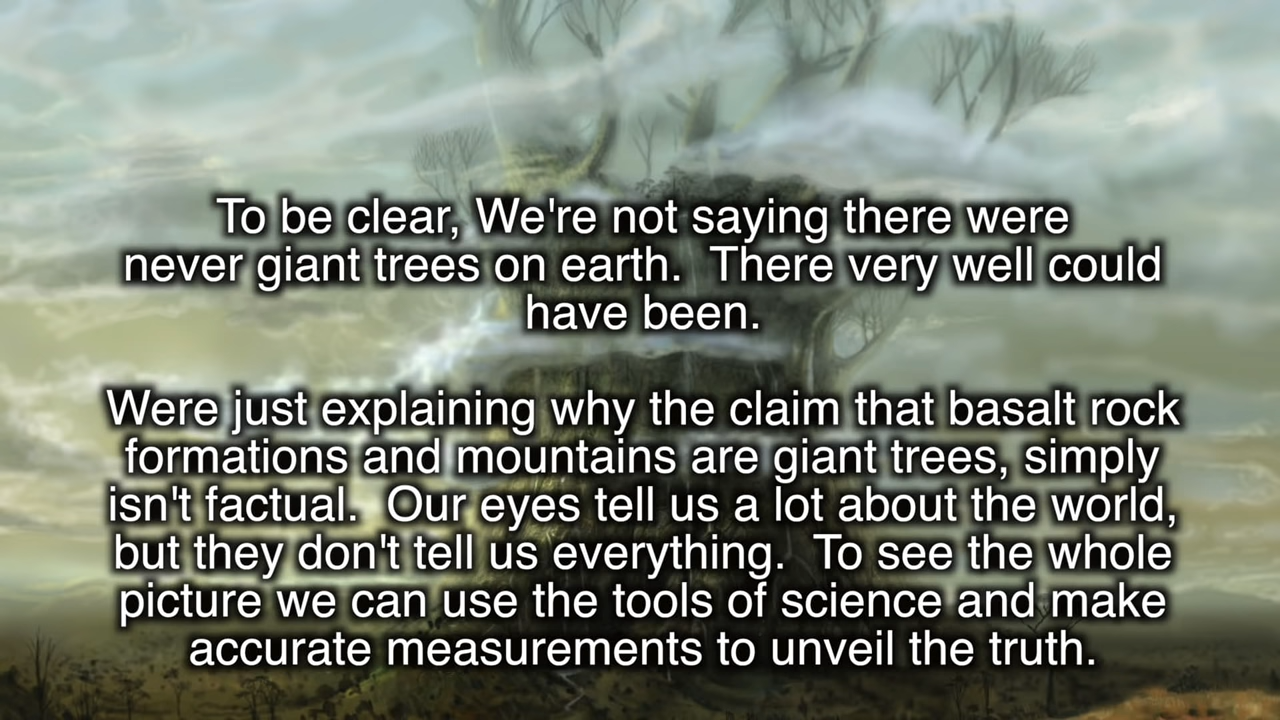 To be clear, We're not saying there were
never giant trees on earth.  There very well could
have been.
Were just explaining why the claim that basalt rock
formations and mountains are giant trees, simply
isn't factual.  Our eyes tell us a lot about the world,
but they don't tell us everything.  To see the whole
picture we can use the tools of science and make
accurate measurements to unveil the truth.